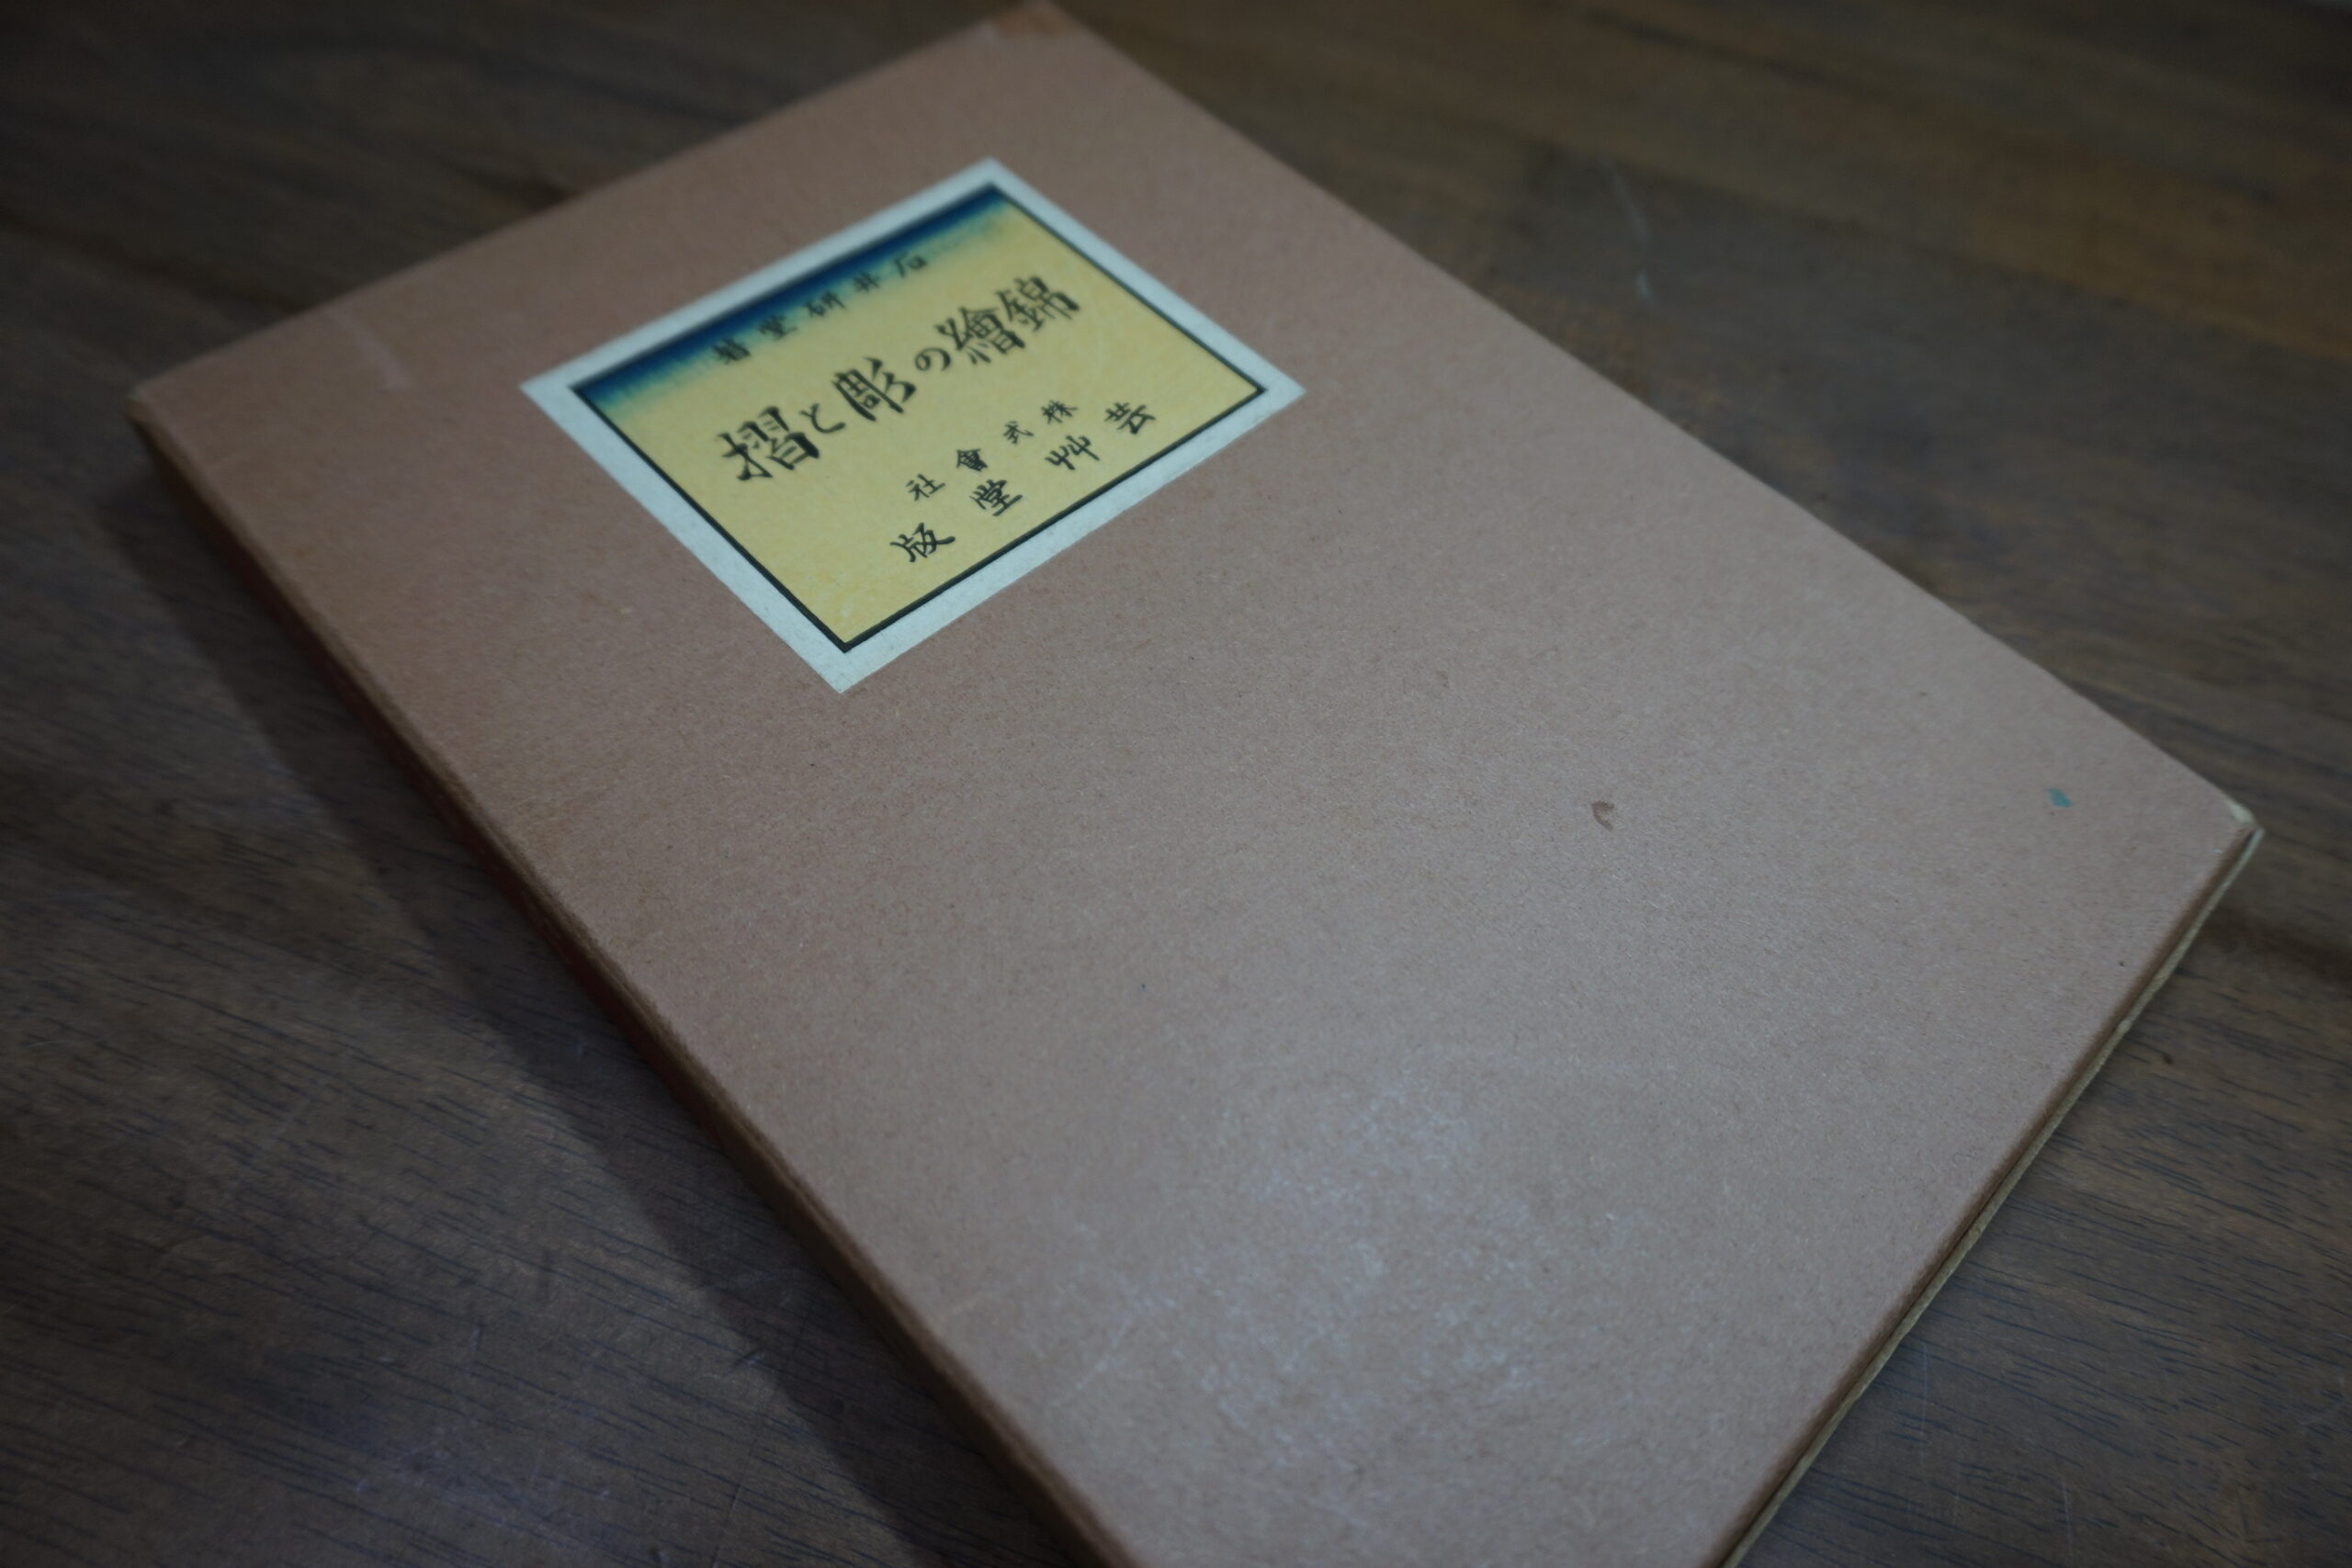 石井研堂著
錦繪の彫と摺
株式會社
芸艸堂版